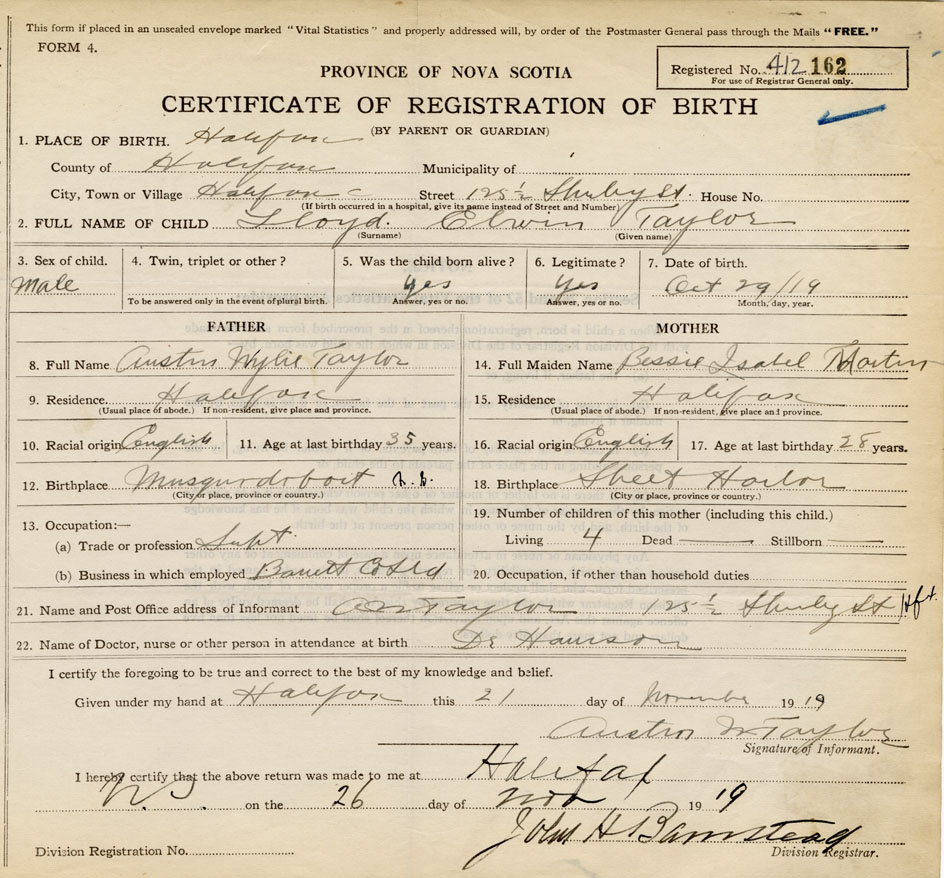 This form if placed in an unsealed envelope marked "Vital Statistics" and properly addressed will, by order of the Postmaster General pass through the Mails "FREE."
FORM 4.
Registered No. 412 162
For use of Registrar General only.
PROVINCE OF NOVA SCOTIA
CERTIFICATE OF REGISTRATION OF BIRTH
(BY PARENT OR GUARDIAN)
1. PLACE OF BIRTH. Halifax
County of Halifax Municipality of
City, Town or Village Halifax Street 125½ Shirley St. House No.
(If birth occurred in a hospital, give its name instead of Street and Number)
2. FULL NAME OF CHILD Lloyd Elwin Taylor
(Surname) (Given name)
3. Sex of child. 4. Twin, triplet or other? 5. Was the child born alive? 6. Legitimate? 7. Date of birth.
Male yes yes Oct 29/19
To be answered only in the event of plural birth. Answer, yes or no. Answer, yes or no. Month, day, year.
FATHER MOTHER
8. Full Name Austin Wylie Taylor 14. Full Maiden Name Bessie Isabel Martin
9. Residence. Halifax 15. Residence Halifax
(Usual place of abode.) If non-resident, give place and province. (Usual place of abode.) If non-resident, give place and province.
10. Racial origin English 11. Age at last birthday 35 years. 16. Racial origin English 17. Age at last birthday 28 years.
12. Birthplace Musquodoboit 18. Birthplace Sheet Harbor
(City or place, province or country.) (City or place, province or country.)
13. Occupation:— 19. Number of children of this mother (including this child.)
(a) Trade or profession Supt. Living 4 Dead Stillborn
(b) Business in which employed Barrett Co Ltd 20. Occupation, if other than household duties
21. Name and Post Office address of Informant Taylor 125½ Shirley St Hfx.
22. Name of Doctor, nurse or other person in attendance at birth Dr
I certify the foregoing to be true and correct to the best of my knowledge and belief.
Given under my hand at Halifax this 21 day of November 1919
Austin W Taylor
Signature of Informant.
I hereby certify that the above return was made to me at Halifax
N.S. on the 26 day of Nov 1919
John H Barnstead
Division Registration No. Division Registrar.